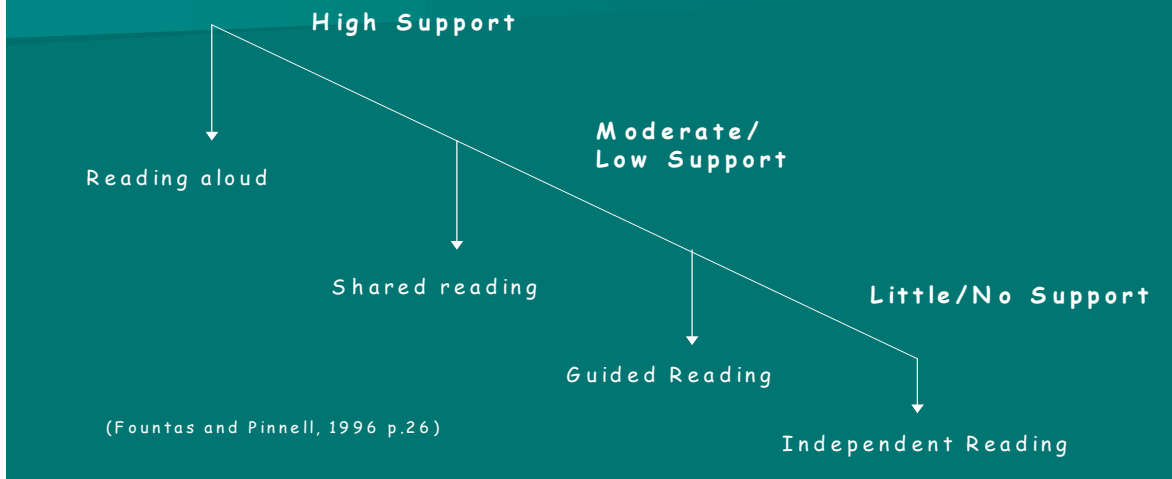 High Support
Moderate/
Low Support
Reading aloud
Shared reading
Little/No Support
Guided Reading
(Fountas and Pinnell, 1996 p.26)
Independent Reading